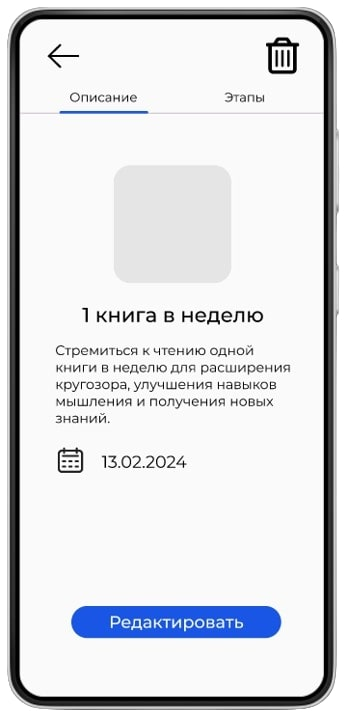 Описание Этапы
1 книга в неделю
Стремиться к чтению одной
книги в неделю для расширения
кругозора, улучшения навыков
мышления и получения новых
знаний.
13.02.2024
Редактировать